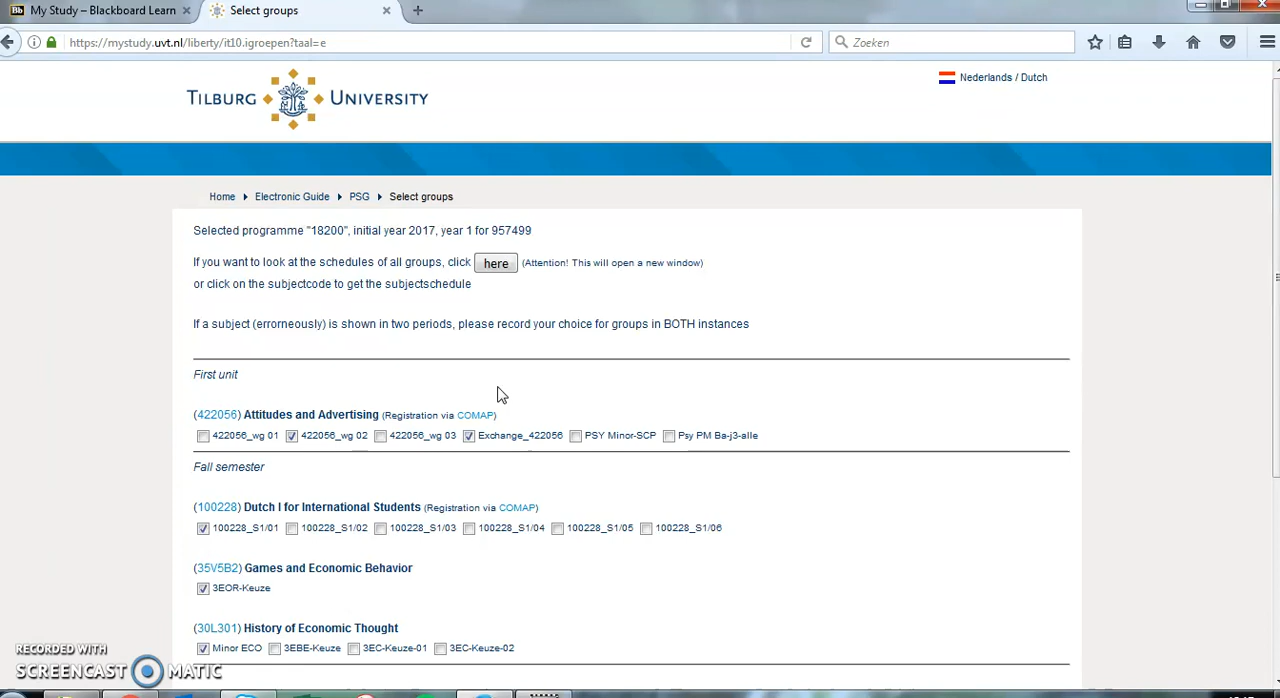 My Study – Blackboard Learn
Select groups
https://mystudy.uvt.nl/liberty/it10.igroepen?taal=e
Zoeken
TILBURG UNIVERSITY
Nederlands / Dutch
Home Electronic Guide PSG Select groups
Selected programme "18200", initial year 2017, year 1 for 957499
If you want to look at the schedules of all groups, click here (Attention! This will open a new window)
or click on the subjectcode to get the subjectschedule
If a subject (errorneously) is shown in two periods, please record your choice for groups in BOTH instances
First unit
(422056) Attitudes and Advertising (Registration via COMAP)
422056_wg 01 422056_wg 02 422056_wg 03 Exchange_422056 PSY Minor-SCP Psy PM Ba-j3-alle
Fall semester
(100228) Dutch I for International Students (Registration via COMAP)
100228_S1/01 100228_S1/02 100228_S1/03 100228_S1/04 100228_S1/05 100228_S1/06
(35V5B2) Games and Economic Behavior
3EOR-Keuze
(30L301) History of Economic Thought
Minor ECO 3EBE-Keuze 3EC-Keuze-01 3EC-Keuze-02
RECORDED WITH
SCREENCAST MATIC